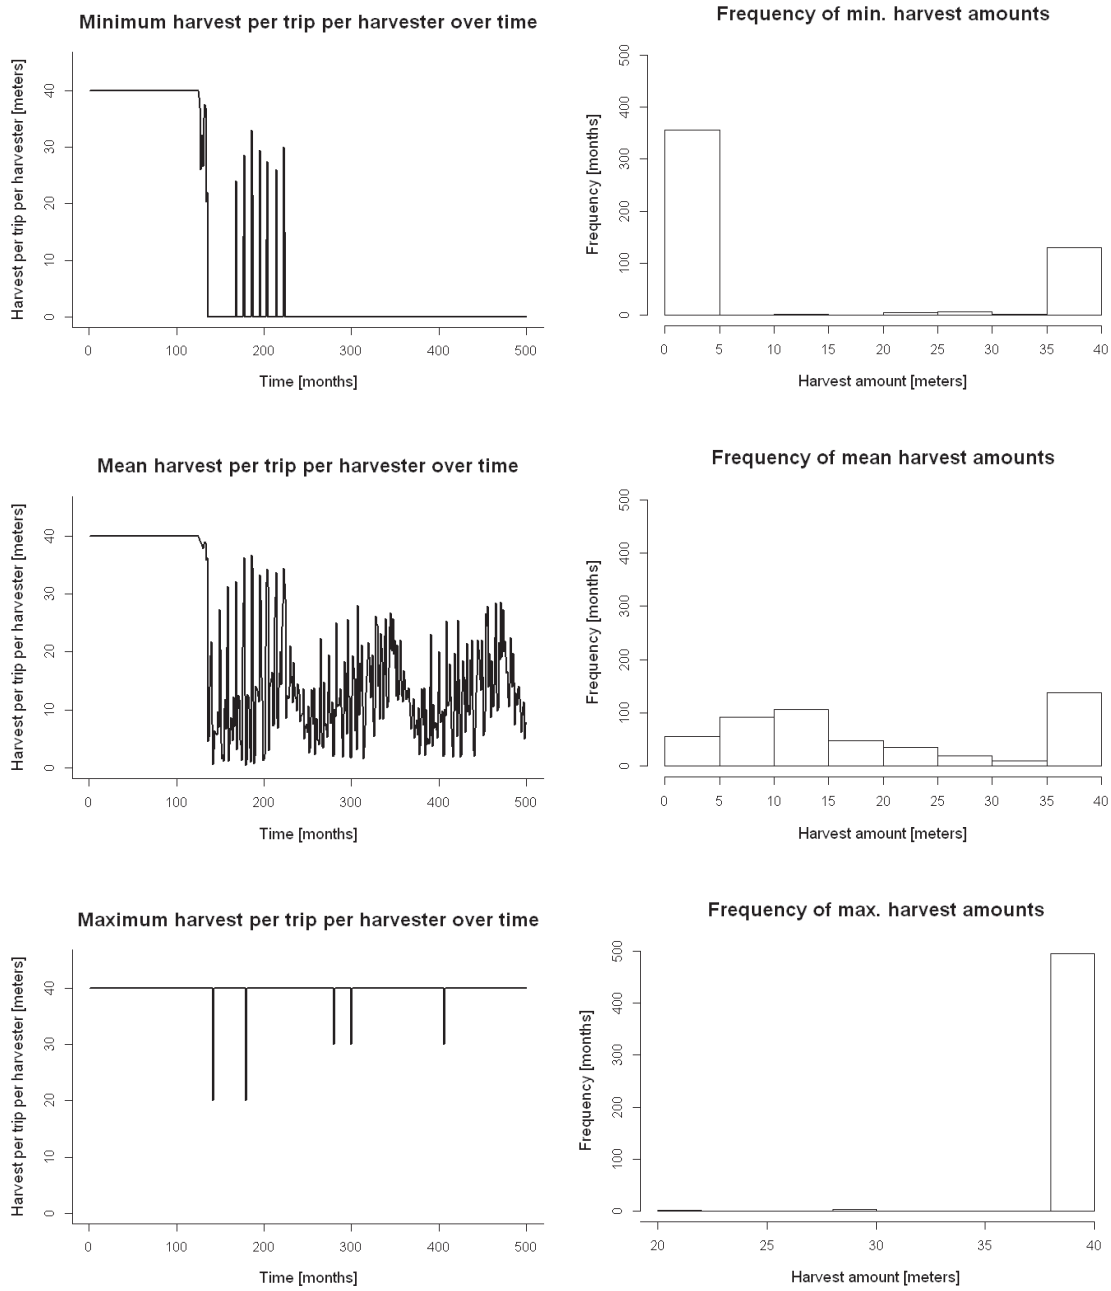 Minimum harvest per trip per harvester over time
Harvest per trip per harvester [meters]
40
30
20
10
0
0 100 200 300 400 500
Time [months]
Frequency of min. harvest amounts
Frequency [months]
500
400
300
200
100
0
0 5 10 15 20 25 30 35 40
Harvest amount [meters]
Mean harvest per trip per harvester over time
Harvest per trip per harvester [meters]
40
30
20
10
0
0 100 200 300 400 500
Time [months]
Frequency of mean harvest amounts
Frequency [months]
500
400
300
200
100
0
0 5 10 15 20 25 30 35 40
Harvest amount [meters]
Maximum harvest per trip per harvester over time
Harvest per trip per harvester [meters]
40
30
20
10
0
0 100 200 300 400 500
Time [months]
Frequency of max. harvest amounts
Frequency [months]
500
400
300
200
100
0
20 25 30 35 40
Harvest amount [meters]